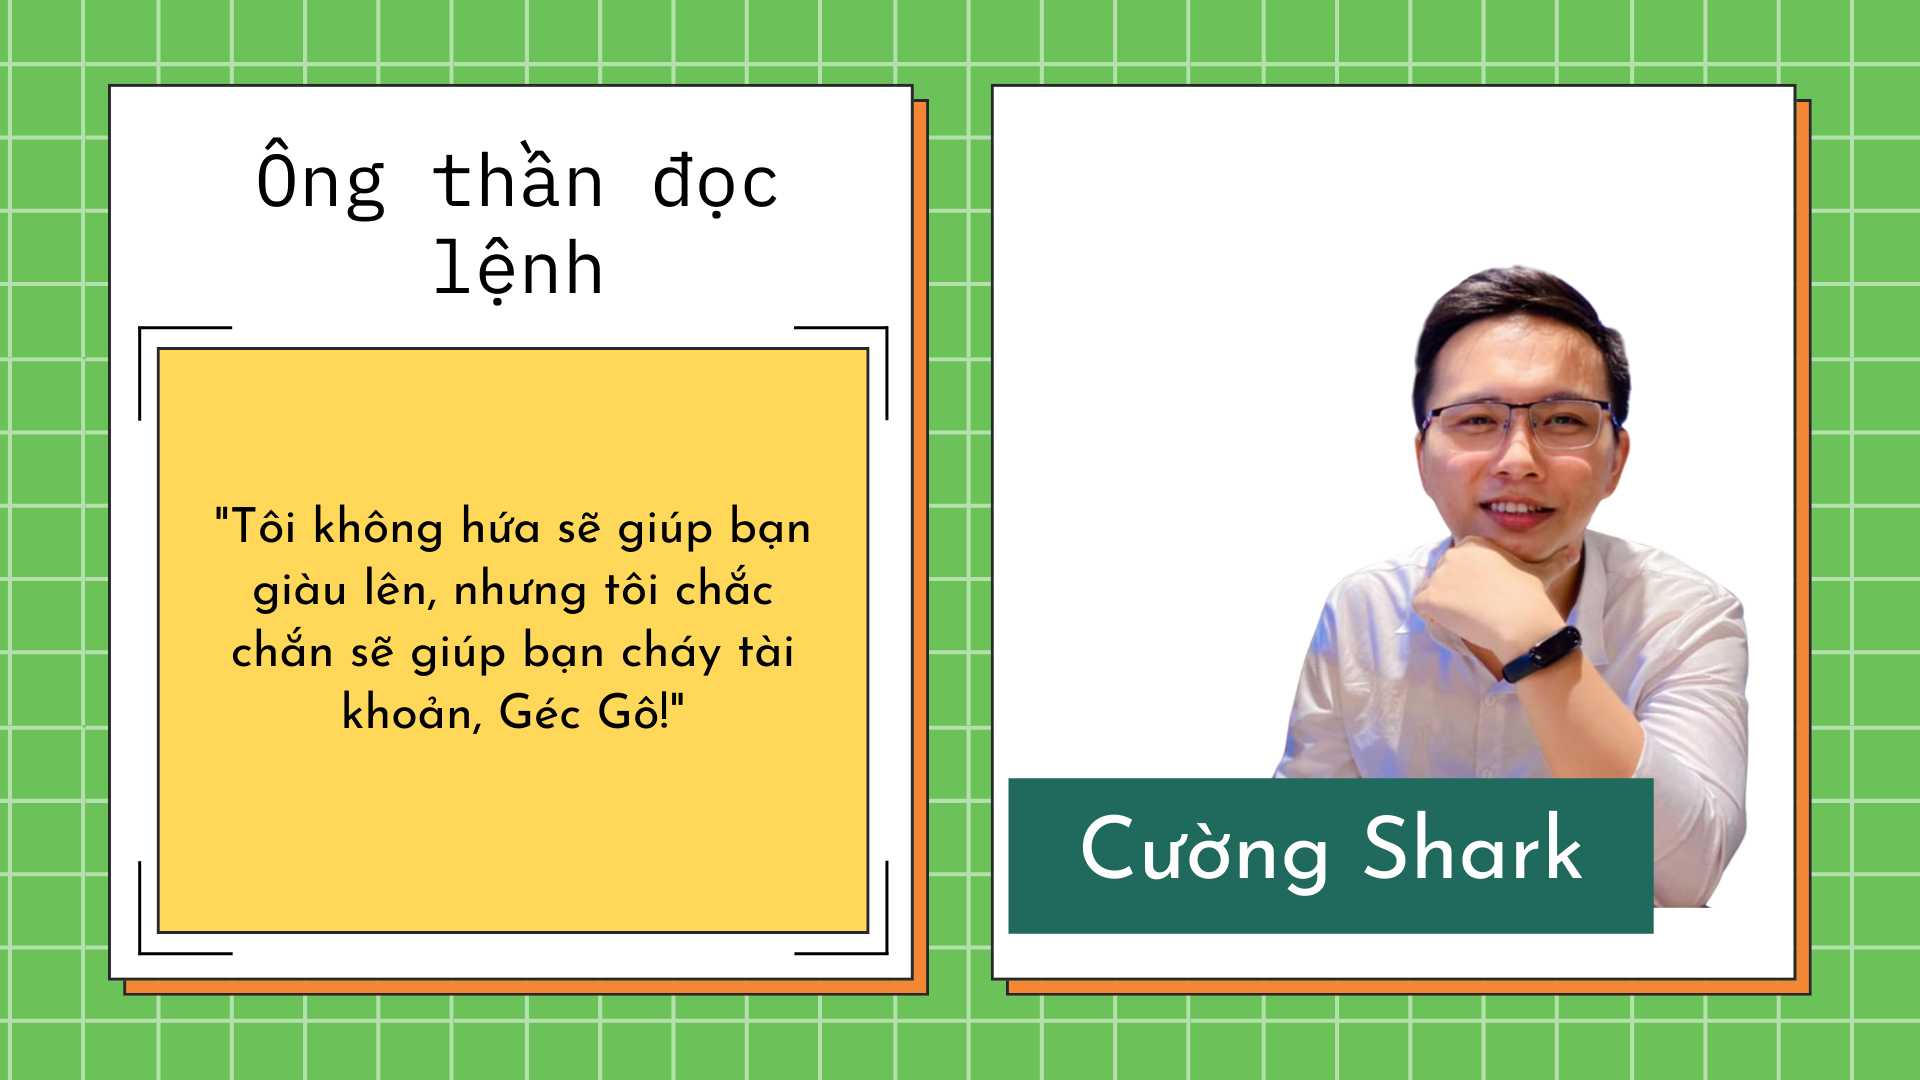 Ông thần đọc
lệnh
"Tôi không hứa sẽ giúp bạn
giàu lên, nhưng tôi chắc
chắn sẽ giúp bạn cháy tài
khoản, Géc Gô!"
Cường Shark